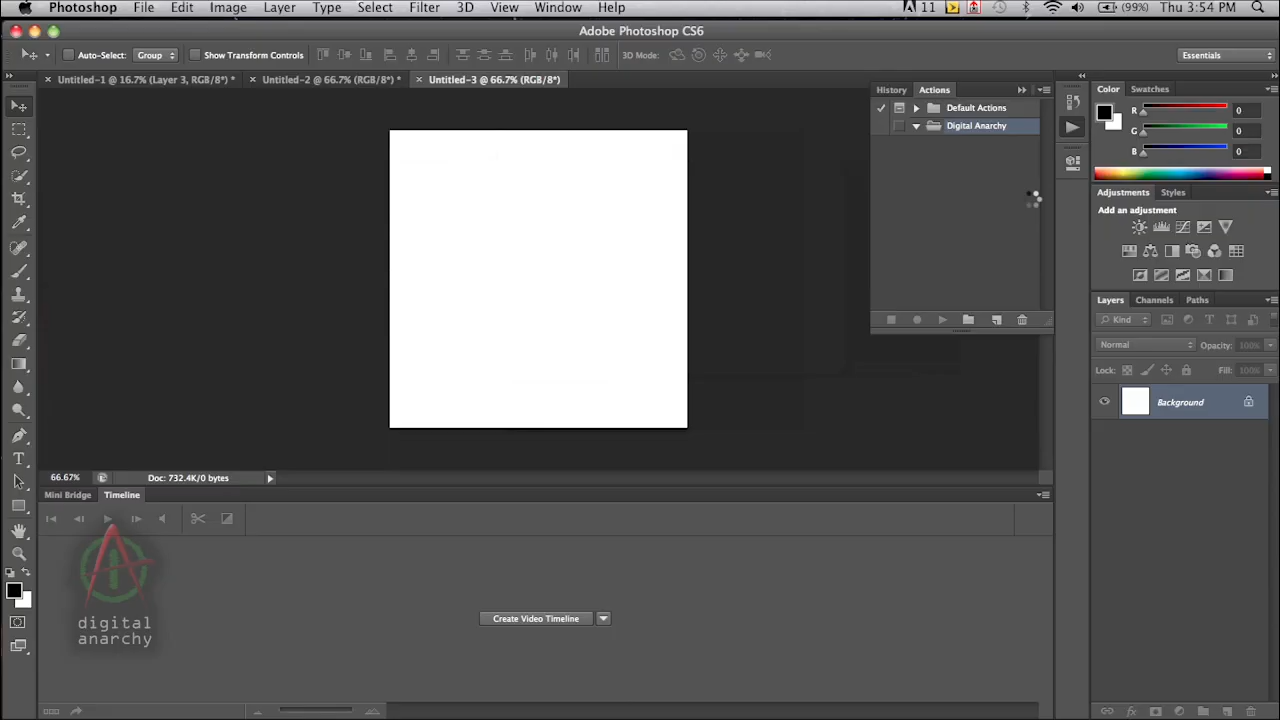 Photoshop File Edit Image Layer Type Select Filter 3D View Window Help 11 (99%) Thu 3:54 PM
Adobe Photoshop CS6
Auto-Select: Group Show Transform Controls 3D Mode: Essentials
Untitled-1 @ 16.7% (Layer 3, RGB/8*) * Untitled-2 @ 66.7% (RGB/8*) * Untitled-3 @ 66.7% (RGB/8*)
History Actions
Default Actions
Digital Anarchy
Color Swatches
R 0
G 0
B 0
Adjustments Styles
Add an adjustment
Layers Channels Paths
Kind
Normal Opacity: 100%
Lock: Fill: 100%
Background
66.67% Doc: 732.4K/0 bytes
Mini Bridge Timeline
Create Video Timeline
digital
anarchy